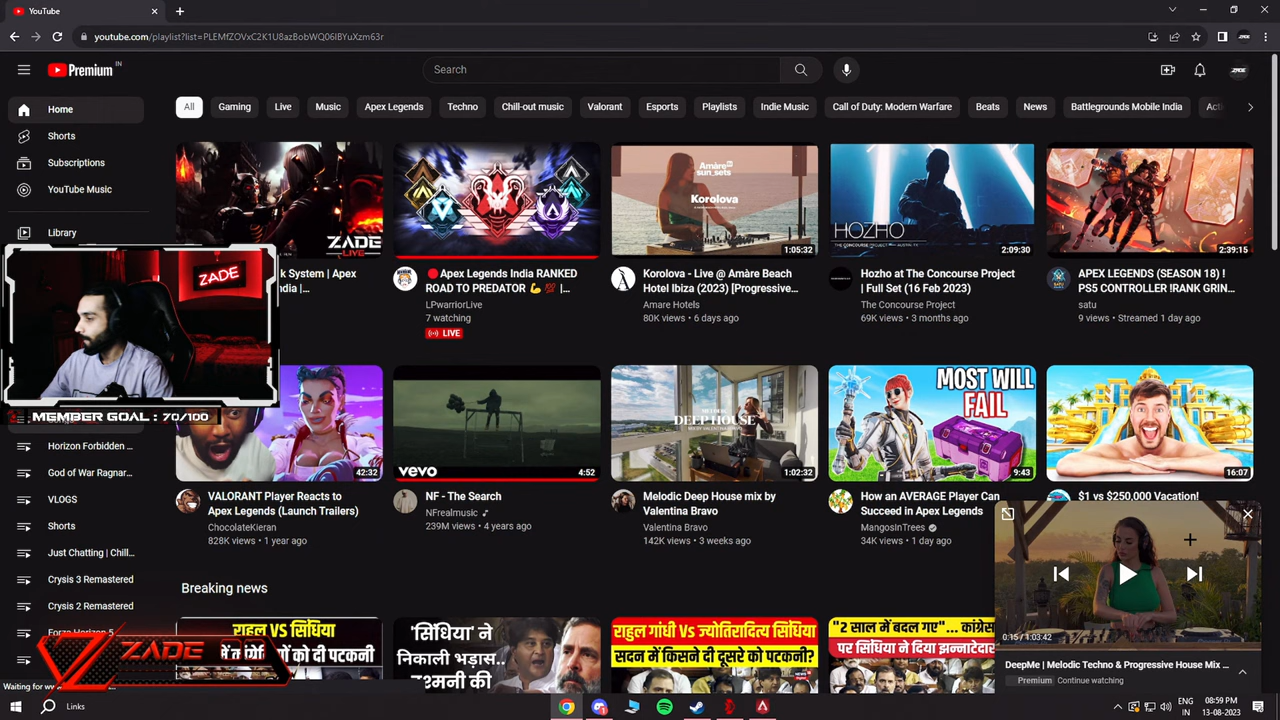 YouTube
youtube.com/playlist?list=PLEMfZOVxC2K1U8azBobWQ06IBYuXzm63r
Premium IN
Search
Home
Shorts
Subscriptions
YouTube Music
Library
All
Gaming
Live
Music
Apex Legends
Techno
Chill-out music
Valorant
Esports
Playlists
Indie Music
Call of Duty: Modern Warfare
Beats
News
Battlegrounds Mobile India
ZADE
LIVE
k System | Apex
ndia |...
Apex Legends India RANKED
ROAD TO PREDATOR 💪 💯 |...
LPwarriorLive
7 watching
LIVE
Amàre
sun_sets
Korolova
1:05:32
Korolova - Live @ Amàre Beach
Hotel Ibiza (2023) [Progressive...
Amare Hotels
80K views • 6 days ago
HOZHO
THE CONCOURSE PROJECT
2:09:30
Hozho at The Concourse Project
| Full Set (16 Feb 2023)
The Concourse Project
69K views • 3 months ago
2:39:15
APEX LEGENDS (SEASON 18) !
PS5 CONTROLLER !RANK GRIN...
satu
9 views • Streamed 1 day ago
ZADE
MEMBER GOAL : 70/100
Horizon Forbidden ...
God of War Ragnar...
VLOGS
Shorts
Just Chatting | Chill...
Crysis 3 Remastered
Crysis 2 Remastered
Forza Horizon 5
42:32
VALORANT Player Reacts to
Apex Legends (Launch Trailers)
ChocolateKieran
828K views • 1 year ago
vevo
4:52
NF - The Search
NFrealmusic
239M views • 4 years ago
DEEP HOUSE
1:02:32
Melodic Deep House mix by
Valentina Bravo
Valentina Bravo
142K views • 3 weeks ago
MOST WILL
FAIL
9:43
How an AVERAGE Player Can
Succeed in Apex Legends
MangosInTrees
34K views • 1 day ago
16:07
$1 vs $250,000 Vacation!
Breaking news
राहुल VS सिंधिया
को दी पटकनी
'सिंधिया' ने
निकाली भड़ास..
राहुल गांधी Vs ज्योतिरादित्य सिंधिया
सदन में किसने दी दूसरे को पटकनी?
"2 साल में बदल गए"... कांग्रेस
पर सिंधिया ने दिया झन्नाटेदार
0:15 / 1:03:42
DeepMe | Melodic Techno & Progressive House Mix ...
Premium
Continue watching
ZADE
Waiting for
Links
ENG
IN
08:59 PM
13-08-2023